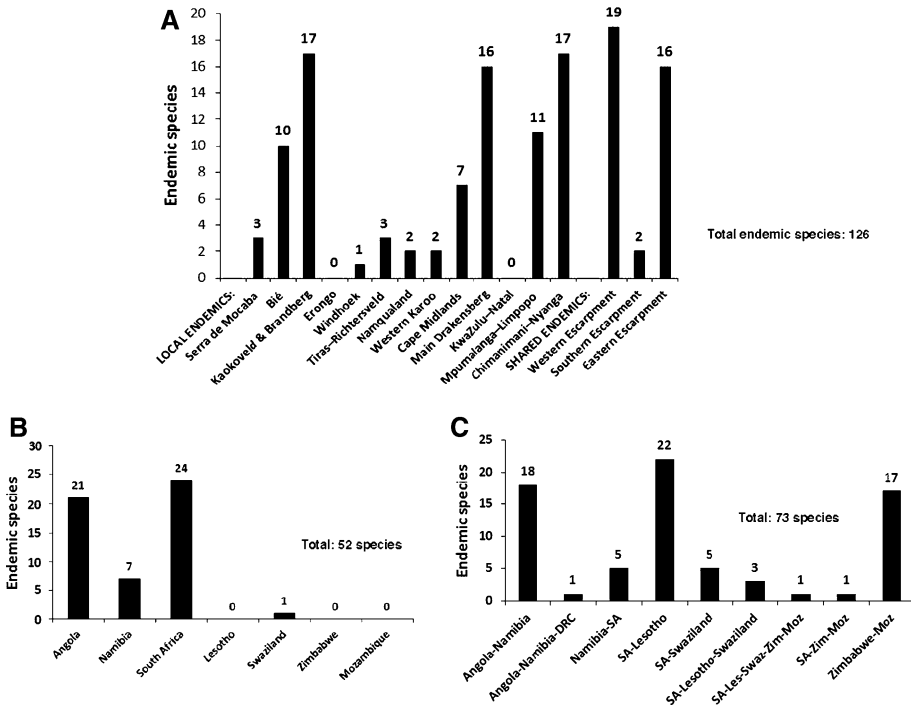 A
Endemic species
20
18
16
14
12
10
8
6
4
2
0
3
10
17
0
1
3
2
2
7
16
0
11
17
19
2
16
Total endemic species: 126
LOCAL ENDEMICS:
Serra de Mocaba
Bié
Kaokoveld & Brandberg
Erongo
Windhoek
Tiras–Richtersveld
Namqualand
Western Karoo
Cape Midlands
Main Drakensberg
KwaZulu–Natal
Mpumalanga–Limpopo
Chimanimani–Nyanga
SHARED ENDEMICS:
Western Escarpment
Southern Escarpment
Eastern Escarpment
B
Endemic species
30
25
20
15
10
5
0
21
7
24
0
1
0
0
Total: 52 species
Angola
Namibia
South Africa
Lesotho
Swaziland
Zimbabwe
Mozambique
C
Endemic species
25
20
15
10
5
0
18
1
5
22
5
3
1
1
17
Total: 73 species
Angola-Namibia
Angola-Namibia-DRC
Namibia-SA
SA-Lesotho
SA-Swaziland
SA-Lesotho-Swaziland
SA-Les-Swaz-Zim-Moz
SA-Zim-Moz
Zimbabwe-Moz